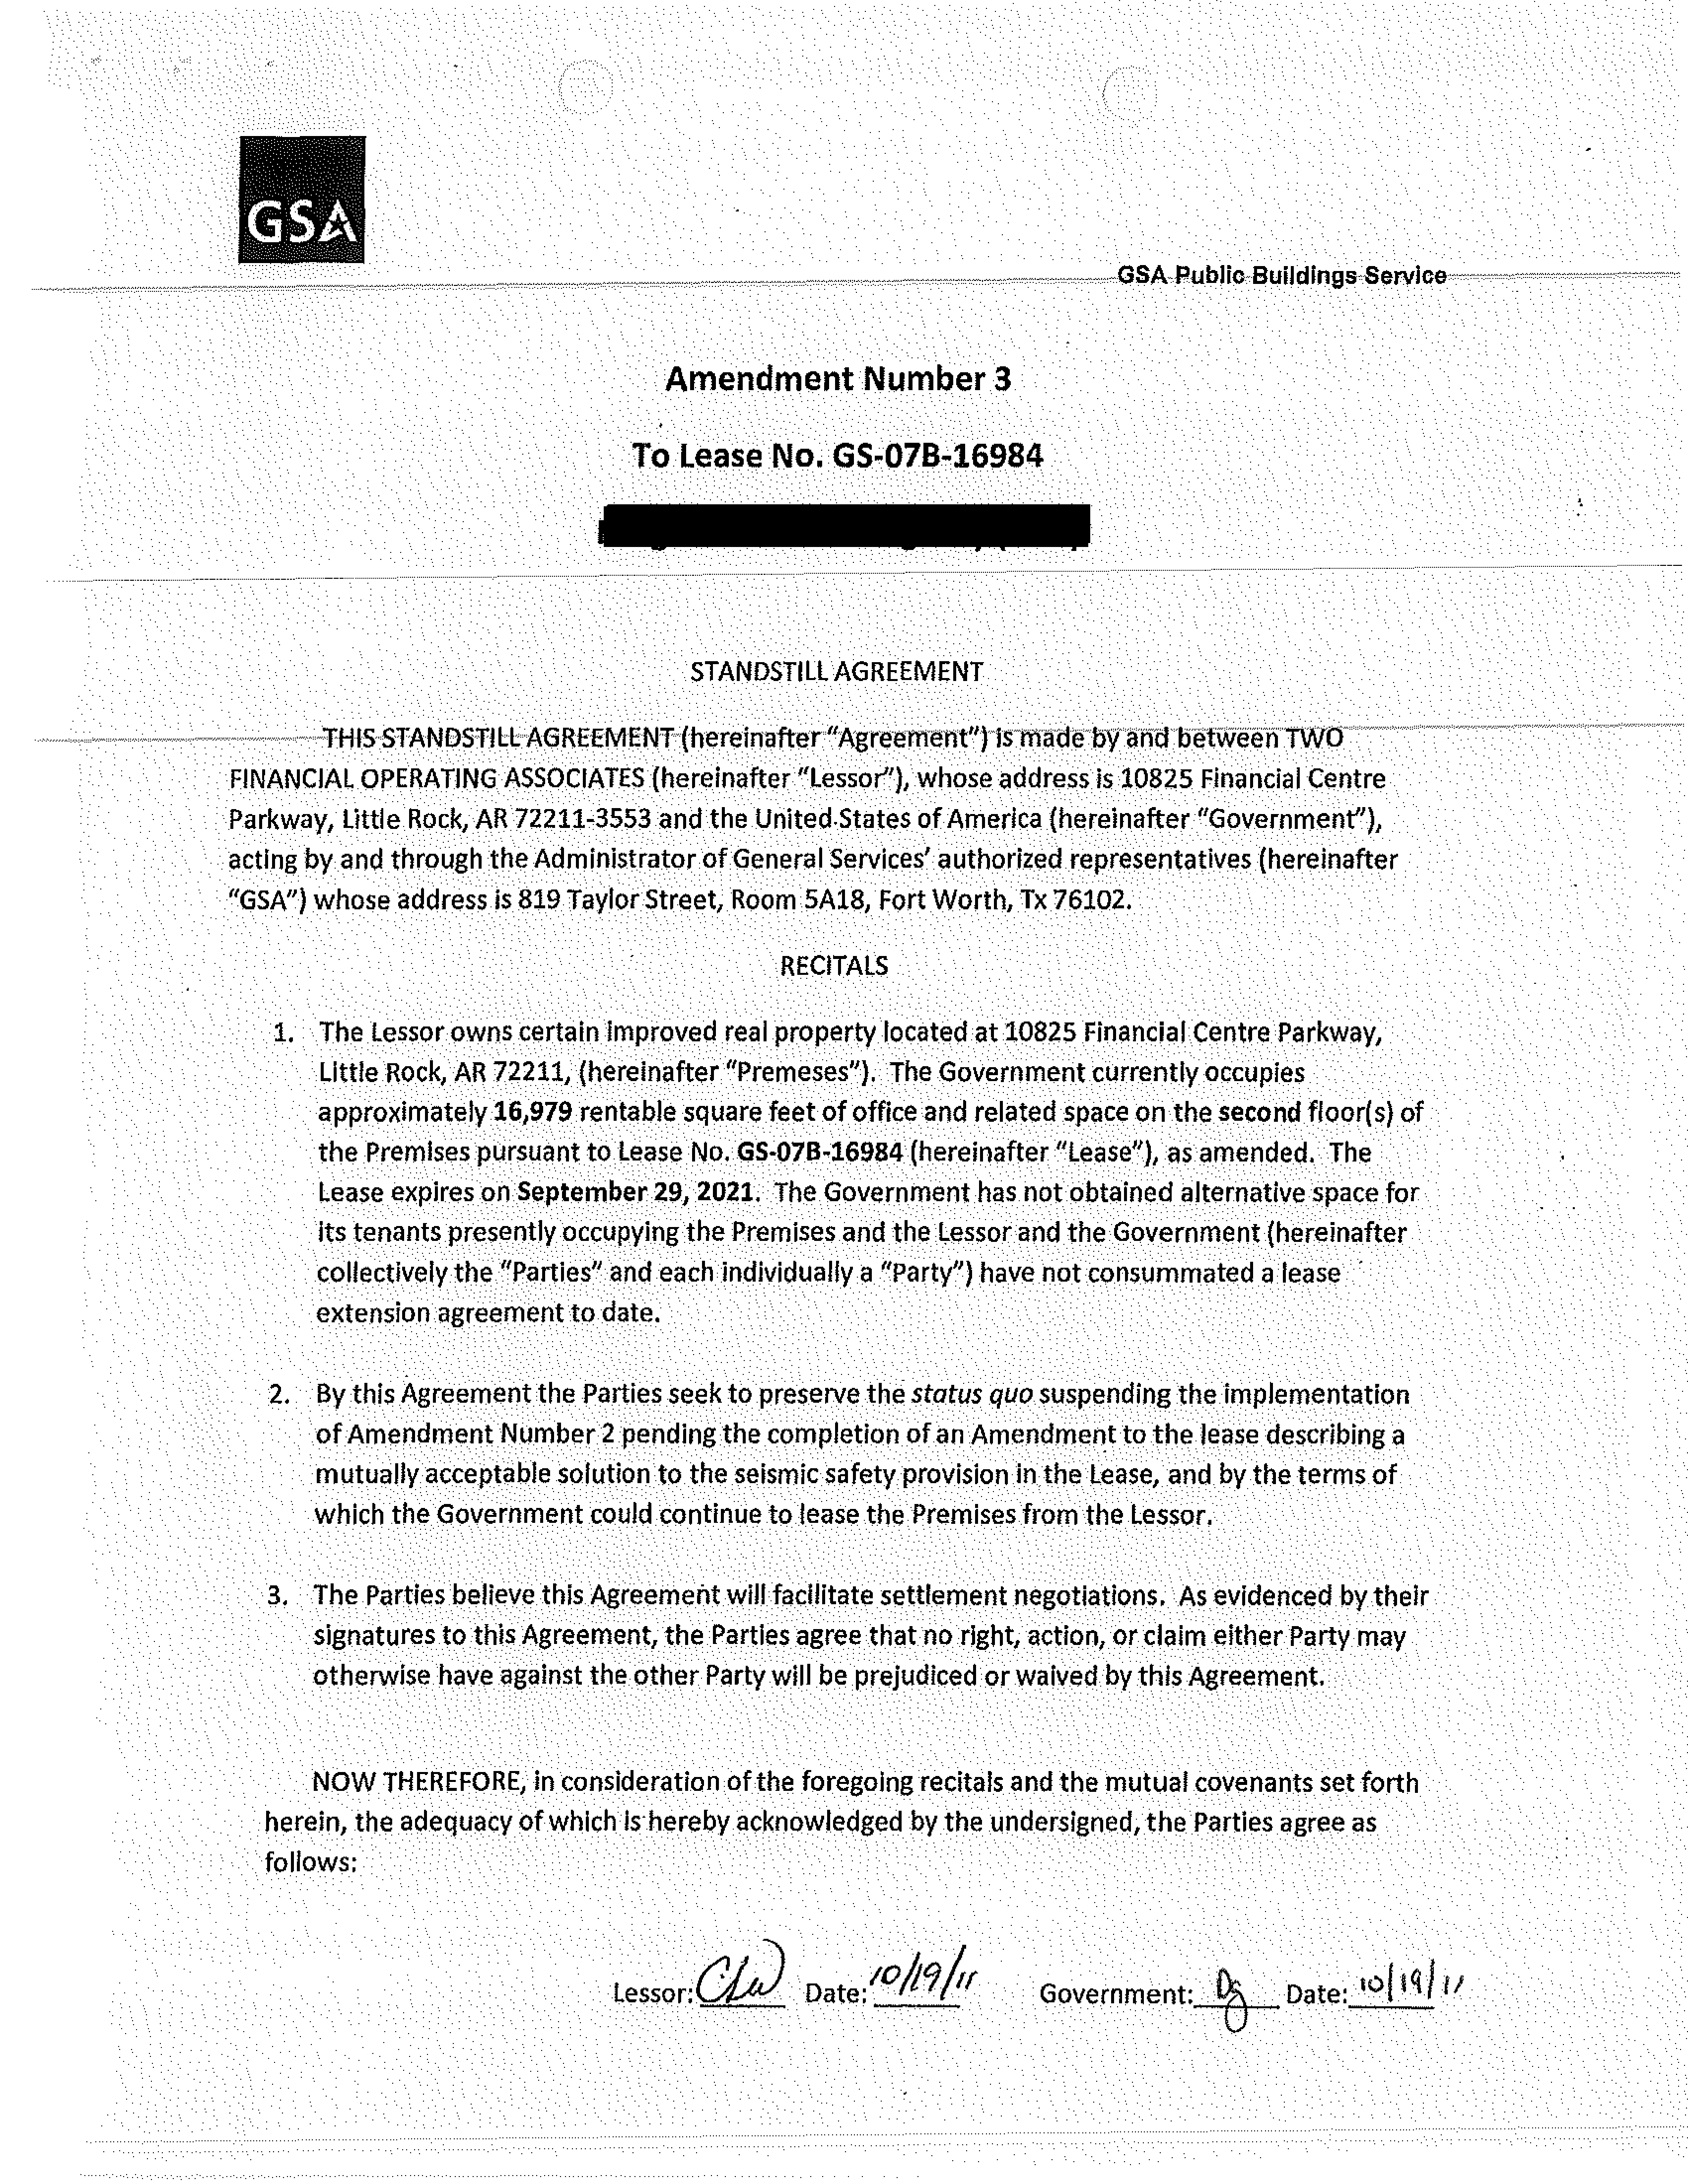 GSA
GSA Public Buildings Service
Amendment Number 3
To Lease No. GS-07B-16984
STANDSTILL AGREEMENT
THIS STANDSTILL AGREEMENT (hereinafter “Agreement”) is made by and between TWO
FINANCIAL OPERATING ASSOCIATES (hereinafter “Lessor”), whose address is 10825 Financial Centre
Parkway, Little Rock, AR 72211-3553 and the United States of America (hereinafter “Government”),
acting by and through the Administrator of General Services’ authorized representatives (hereinafter
“GSA”) whose address is 819 Taylor Street, Room 5A18, Fort Worth, Tx 76102.
RECITALS
1. The Lessor owns certain improved real property located at 10825 Financial Centre Parkway,
Little Rock, AR 72211, (hereinafter “Premeses”). The Government currently occupies
approximately 16,979 rentable square feet of office and related space on the second floor(s) of
the Premises pursuant to Lease No. GS-07B-16984 (hereinafter “Lease”), as amended. The
Lease expires on September 29, 2021. The Government has not obtained alternative space for
its tenants presently occupying the Premises and the Lessor and the Government (hereinafter
collectively the “Parties” and each individually a “Party”) have not consummated a lease
extension agreement to date.
2. By this Agreement the Parties seek to preserve the status quo suspending the implementation
of Amendment Number 2 pending the completion of an Amendment to the lease describing a
mutually acceptable solution to the seismic safety provision in the Lease, and by the terms of
which the Government could continue to lease the Premises from the Lessor.
3. The Parties believe this Agreement will facilitate settlement negotiations. As evidenced by their
signatures to this Agreement, the Parties agree that no right, action, or claim either Party may
otherwise have against the other Party will be prejudiced or waived by this Agreement.
NOW THEREFORE, in consideration of the foregoing recitals and the mutual covenants set forth
herein, the adequacy of which is hereby acknowledged by the undersigned, the Parties agree as
follows:
Lessor: Date: 10/19/11 Government: Date: 10/19/11